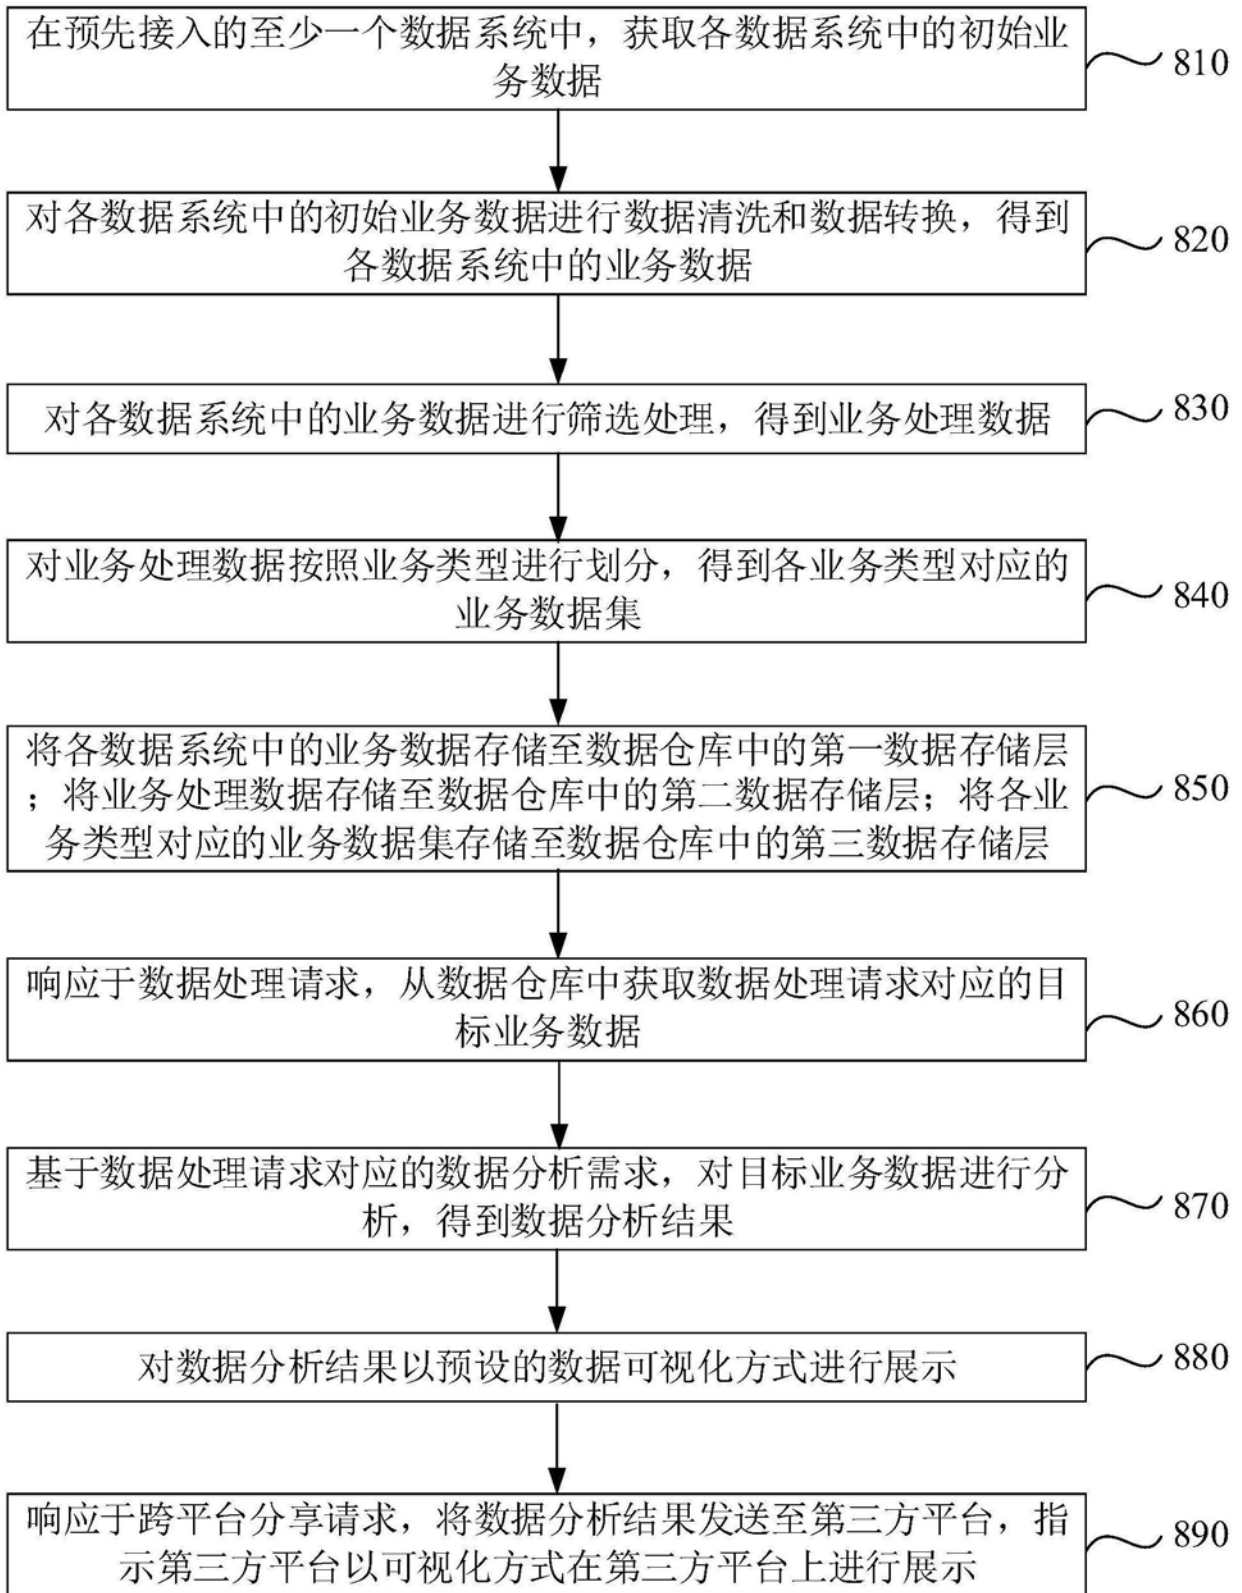 在预先接入的至少一个数据系统中，获取各数据系统中的初始业
务数据
810
对各数据系统中的初始业务数据进行数据清洗和数据转换，得到
各数据系统中的业务数据
820
对各数据系统中的业务数据进行筛选处理，得到业务处理数据
830
对业务处理数据按照业务类型进行划分，得到各业务类型对应的
业务数据集
840
将各数据系统中的业务数据存储至数据仓库中的第一数据存储层
；将业务处理数据存储至数据仓库中的第二数据存储层；将各业
务类型对应的业务数据集存储至数据仓库中的第三数据存储层
850
响应于数据处理请求，从数据仓库中获取数据处理请求对应的目
标业务数据
860
基于数据处理请求对应的数据分析需求，对目标业务数据进行分
析，得到数据分析结果
870
对数据分析结果以预设的数据可视化方式进行展示
880
响应于跨平台分享请求，将数据分析结果发送至第三方平台，指
示第三方平台以可视化方式在第三方平台上进行展示
890